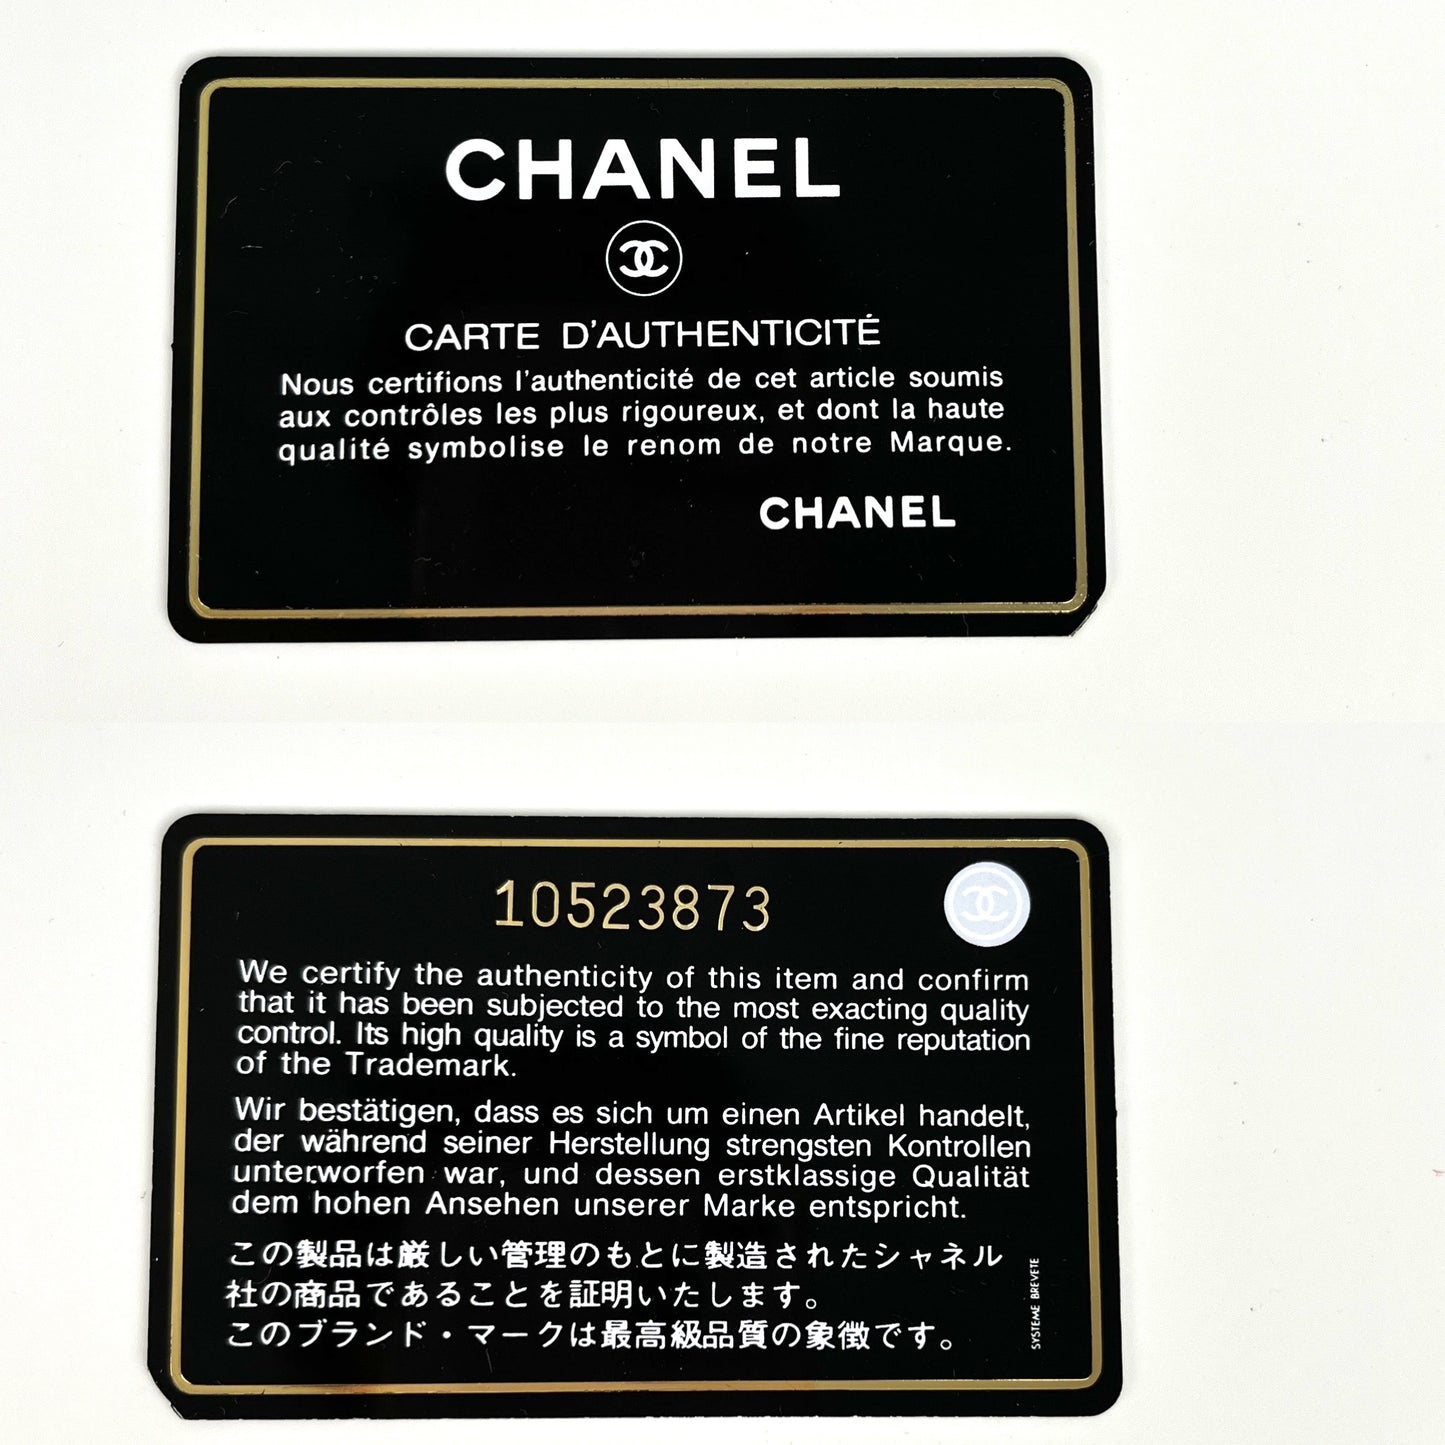 CHANEL
CARTE D'AUTHENTICITÉ
Nous certifions l'authenticité de cet article soumis
aux contrôles les plus rigoureux, et dont la haute
qualité symbolise le renom de notre Marque.
CHANEL
10523873
We certify the authenticity of this item and confirm
that it has been subjected to the most exacting quality
control. Its high quality is a symbol of the fine reputation
of the Trademark.
Wir bestätigen, dass es sich um einen Artikel handelt,
der während seiner Herstellung strengsten Kontrollen
unterworfen war, und dessen erstklassige Qualität
dem hohen Ansehen unserer Marke entspricht.
この製品は厳しい管理のもとに製造されたシャネル
社の商品であることを証明いたします。
このブランド・マークは最高級品質の象徴です。
SYSTEME BREVETE